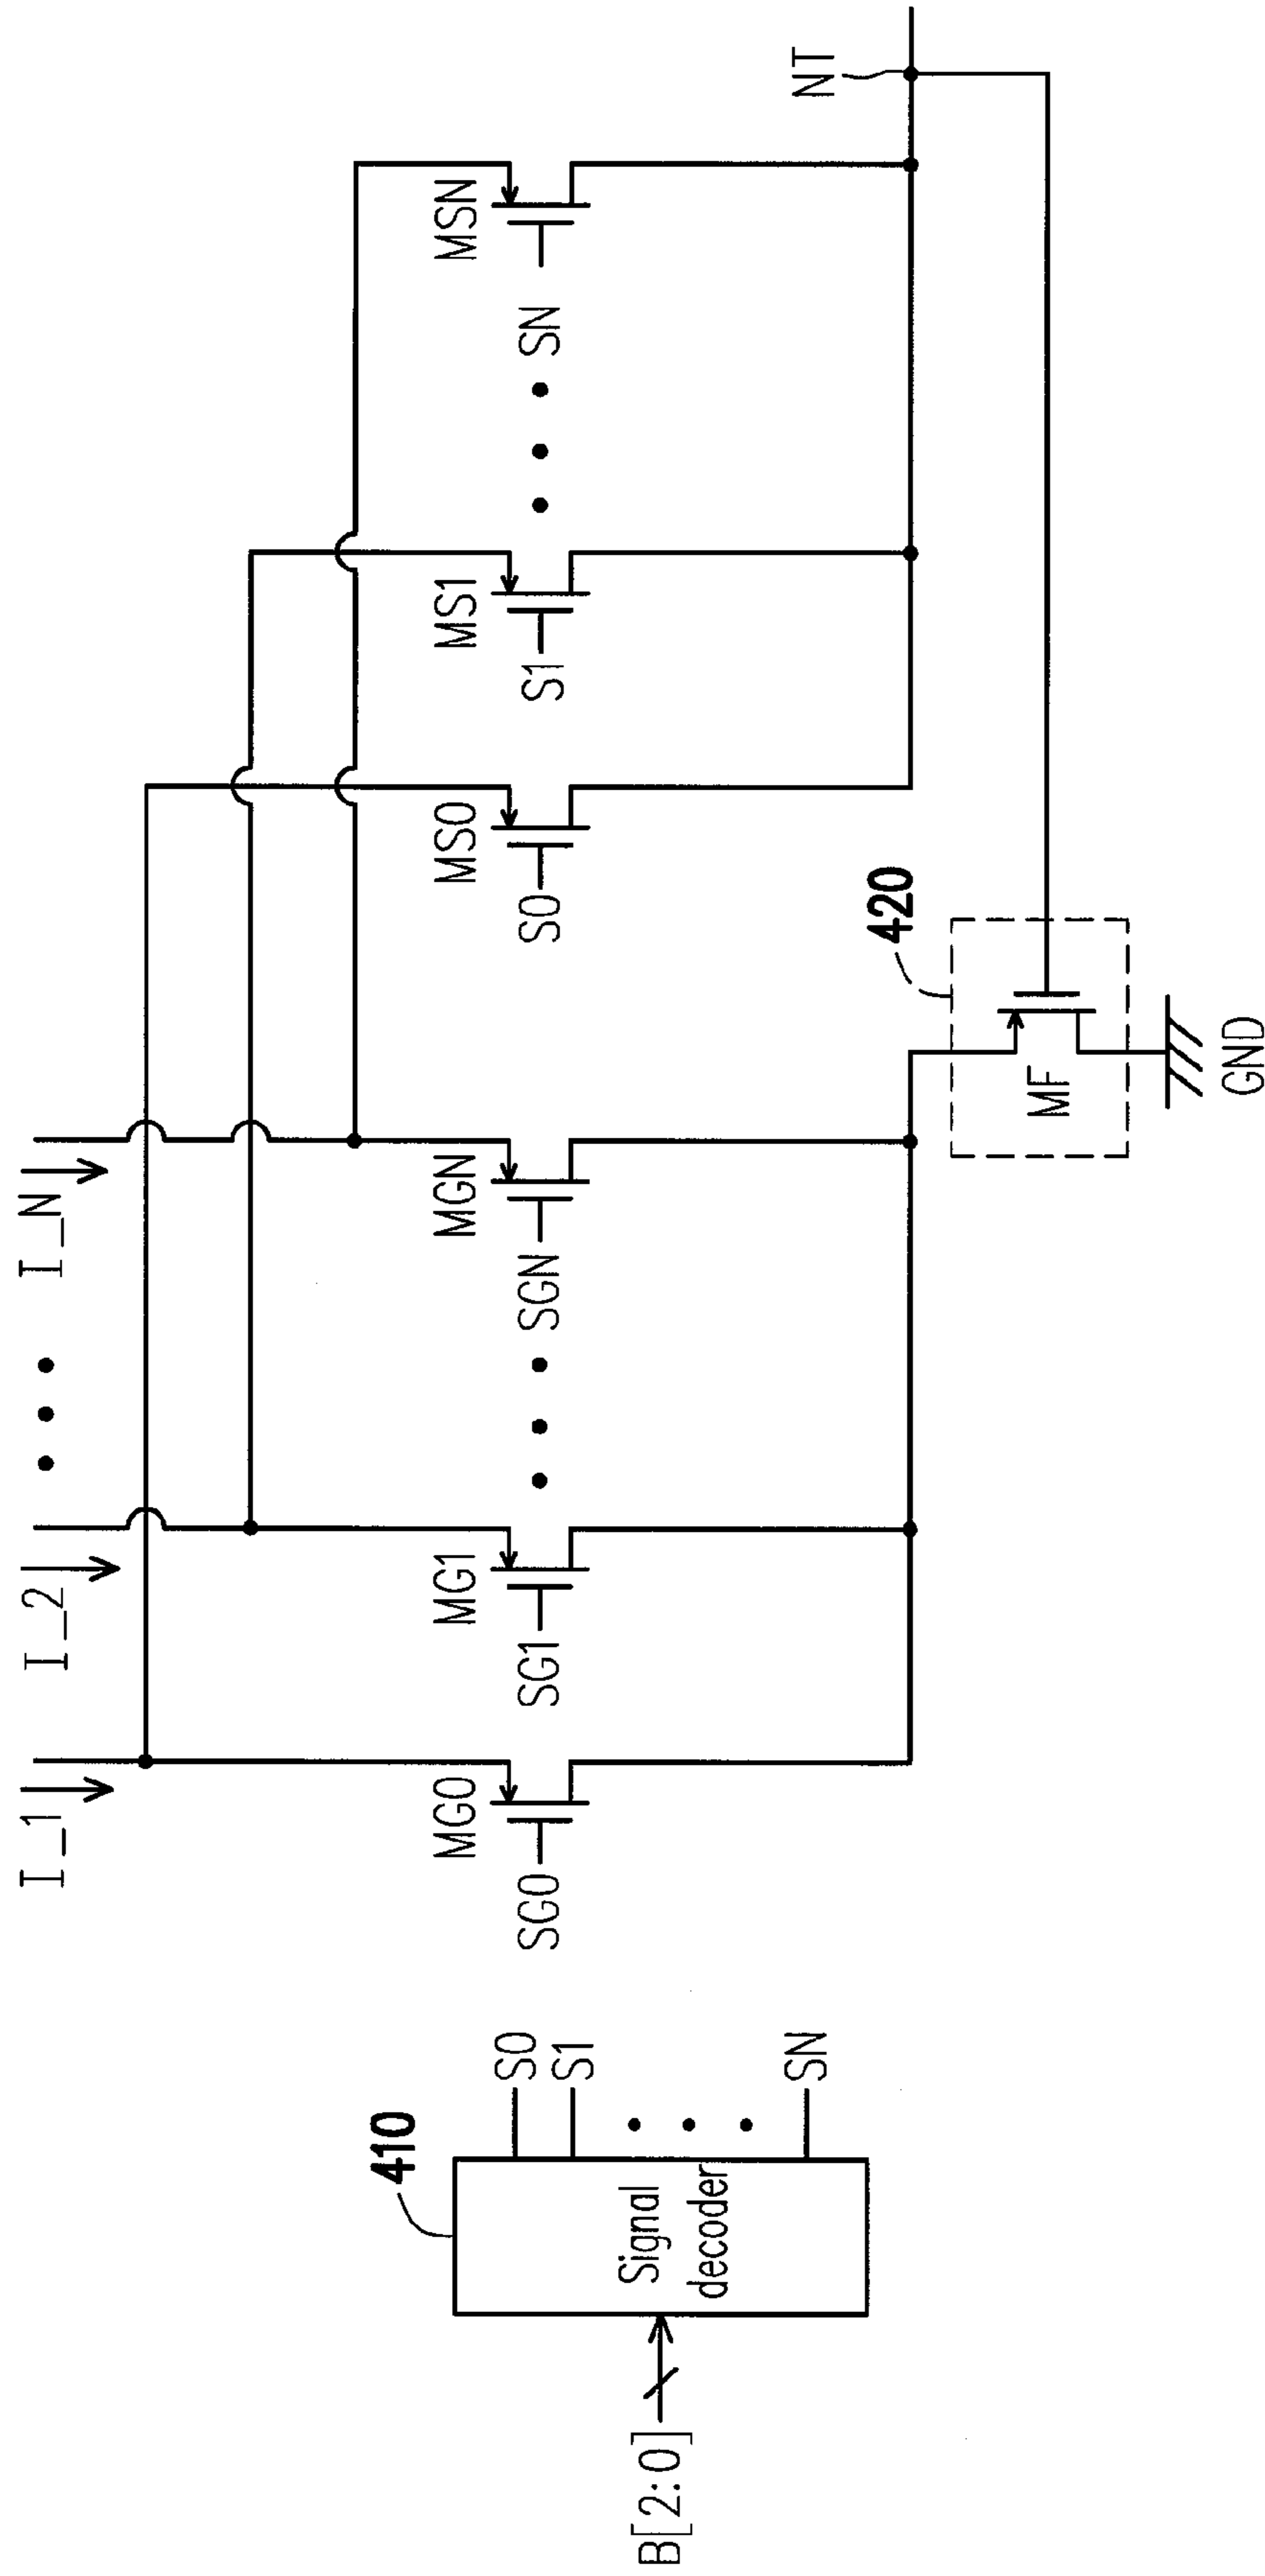 B[2:0]
Signal
decoder
410
S0
S1
SN
I_1
I_2
I_N
SG0
MG0
SG1
MG1
SGN
MGN
S0
MS0
S1
MS1
SN
MSN
NT
420
MF
GND